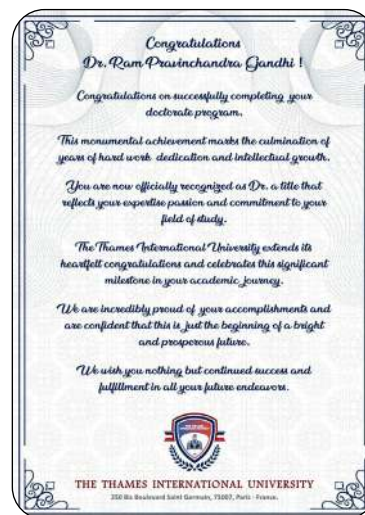 Congratulations
Dr. Ram Pravinchandra Gandhi !
Congratulations on successfully completing your
doctorate program.
This monumental achievement marks the culmination of
years of hard work dedication and intellectual growth.
You are now officially recognized as Dr. a title that
reflects your expertise passion and commitment to your
field of study.
The Thames International University extends its
heartfelt congratulations and celebrates this significant
milestone in your academic journey.
We are incredibly proud of your accomplishments and
are confident that this is just the beginning of a bright
and prosperous future.
We wish you nothing but continued success and
fulfillment in all your future endeavors.
THE THAMES INTERNATIONAL UNIVERSITY
250 Bis Boulevard Saint Germain, 75007, Paris - France.